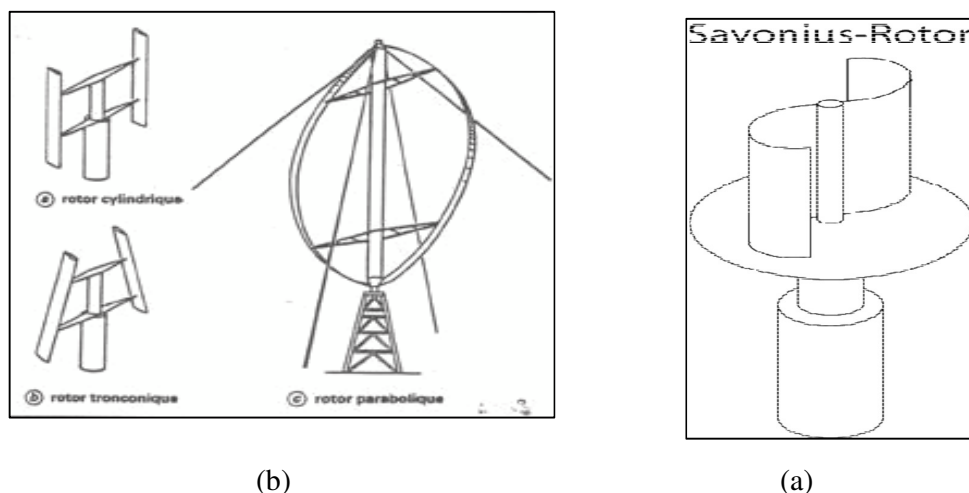 Savonius-Rotor
a rotor cylindrique
b rotor tronconique
c rotor parabolique
(b)
(a)